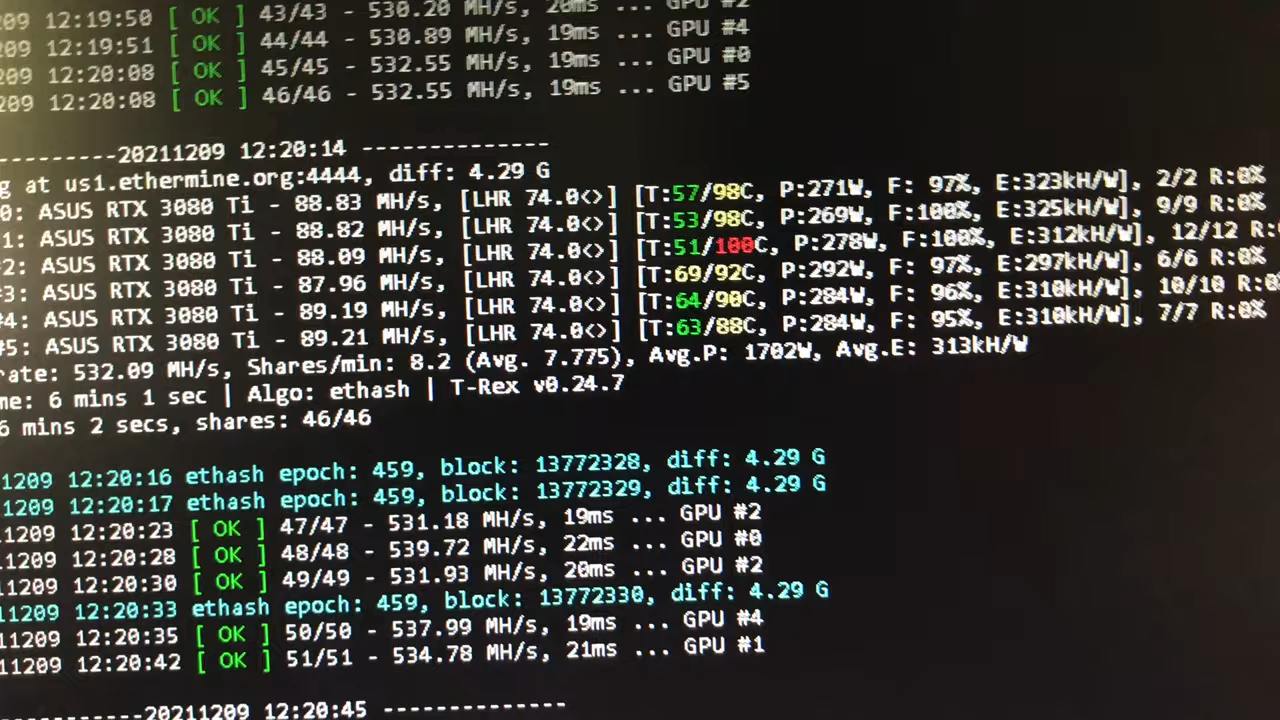 209 12:19:50 [ OK ] 43/43 - 530.20 MH/s, 20ms ... GPU #2
209 12:19:51 [ OK ] 44/44 - 530.89 MH/s, 19ms ... GPU #4
209 12:20:08 [ OK ] 45/45 - 532.55 MH/s, 19ms ... GPU #0
209 12:20:08 [ OK ] 46/46 - 532.55 MH/s, 19ms ... GPU #5
---------20211209 12:20:14 --------------
g at us1.ethermine.org:4444, diff: 4.29 G
0: ASUS RTX 3080 Ti - 88.83 MH/s, [LHR 74.0<>] [T:57/98C, P:271W, F: 97%, E:323kH/W], 2/2 R:0%
1: ASUS RTX 3080 Ti - 88.82 MH/s, [LHR 74.0<>] [T:53/98C, P:269W, F:100%, E:325kH/W], 9/9 R:0%
#2: ASUS RTX 3080 Ti - 88.09 MH/s, [LHR 74.0<>] [T:51/100C, P:278W, F:100%, E:312kH/W], 12/12 R:
#3: ASUS RTX 3080 Ti - 87.96 MH/s, [LHR 74.0<>] [T:69/92C, P:292W, F: 97%, E:297kH/W], 6/6 R:0%
#4: ASUS RTX 3080 Ti - 89.19 MH/s, [LHR 74.0<>] [T:64/90C, P:284W, F: 96%, E:310kH/W], 10/10 R:0%
#5: ASUS RTX 3080 Ti - 89.21 MH/s, [LHR 74.0<>] [T:63/88C, P:284W, F: 95%, E:310kH/W], 7/7 R:0%
rate: 532.09 MH/s, Shares/min: 8.2 (Avg. 7.775), Avg.P: 1702W, Avg.E: 313kH/W
me: 6 mins 1 sec | Algo: ethash | T-Rex v0.24.7
6 mins 2 secs, shares: 46/46
11209 12:20:16 ethash epoch: 459, block: 13772328, diff: 4.29 G
11209 12:20:17 ethash epoch: 459, block: 13772329, diff: 4.29 G
11209 12:20:23 [ OK ] 47/47 - 531.18 MH/s, 19ms ... GPU #2
11209 12:20:28 [ OK ] 48/48 - 539.72 MH/s, 22ms ... GPU #0
11209 12:20:30 [ OK ] 49/49 - 531.93 MH/s, 20ms ... GPU #2
11209 12:20:33 ethash epoch: 459, block: 13772330, diff: 4.29 G
11209 12:20:35 [ OK ] 50/50 - 537.99 MH/s, 19ms ... GPU #4
11209 12:20:42 [ OK ] 51/51 - 534.78 MH/s, 21ms ... GPU #1
-----------20211209 12:20:45 --------------